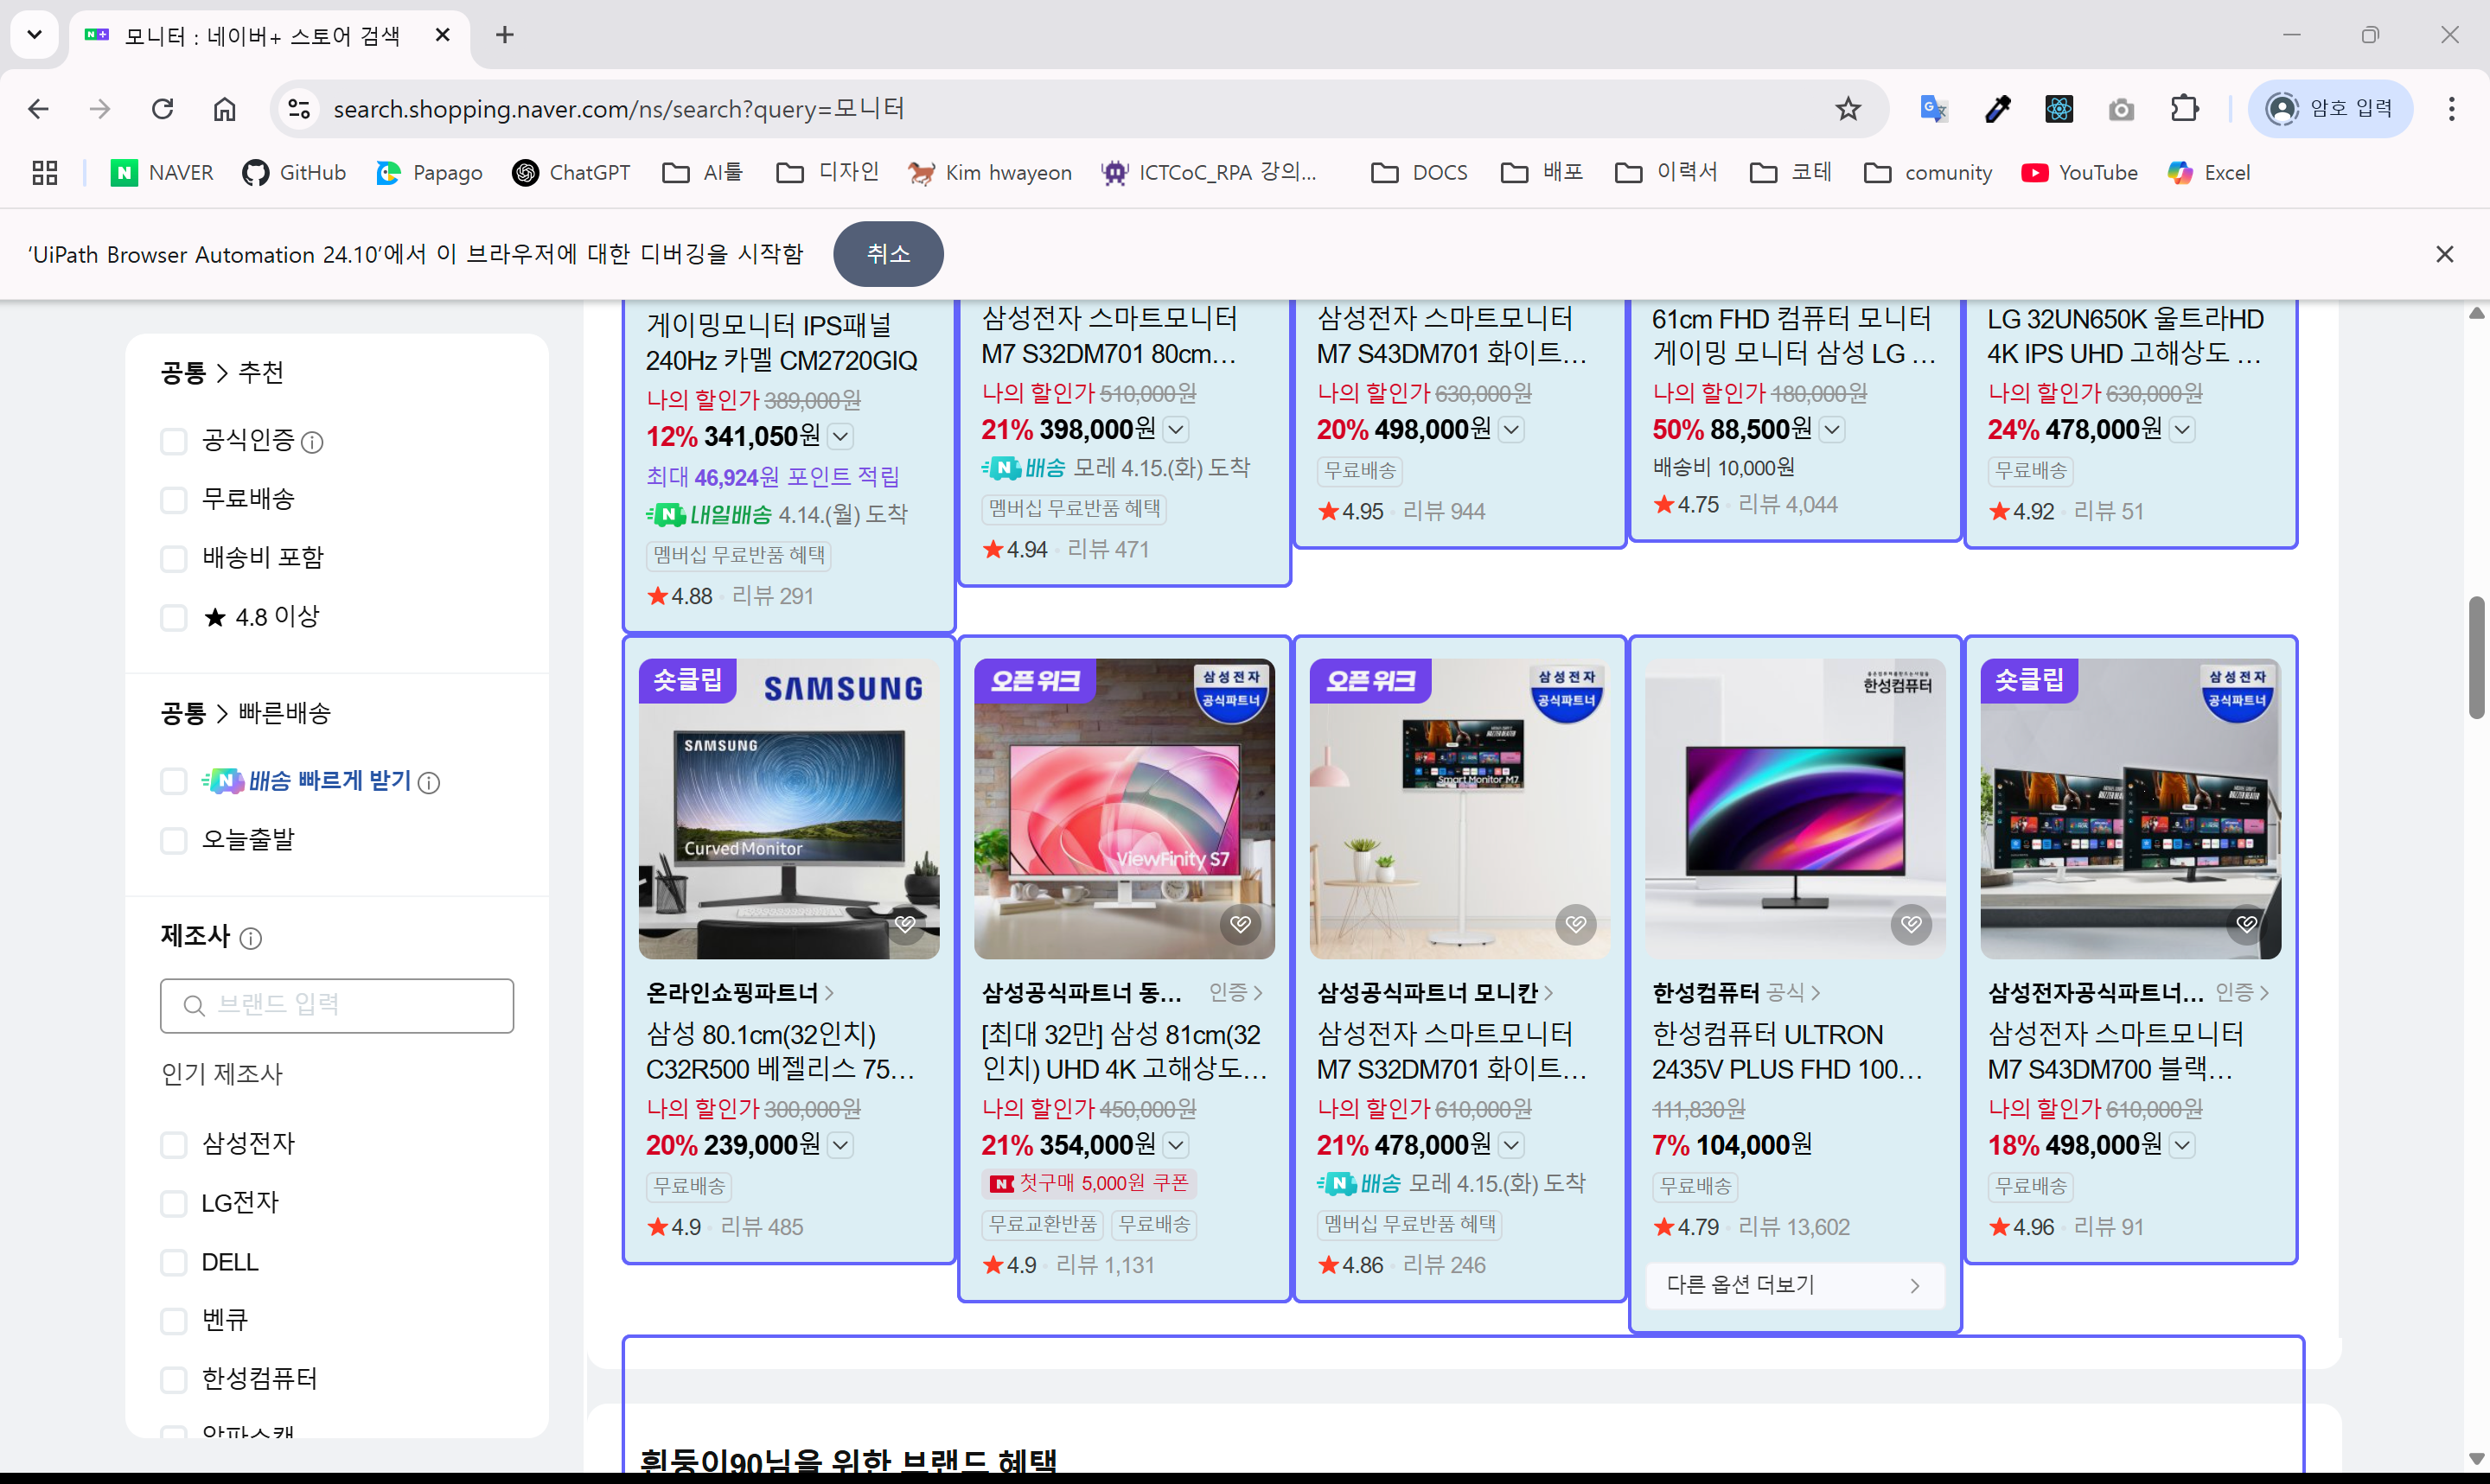 모니터 : 네이버+ 스토어 검색
search.shopping.naver.com/ns/search?query=모니터
암호 입력
NAVER
GitHub
Papago
ChatGPT
AI툴
디자인
Kim hwayeon
ICTCoC_RPA 강의...
DOCS
배포
이력서
코테
comunity
YouTube
Excel
'UiPath Browser Automation 24.10'에서 이 브라우저에 대한 디버깅을 시작함
취소
공통 > 추천
공식인증
무료배송
배송비 포함
★ 4.8 이상
공통 > 빠른배송
N배송 빠르게 받기
오늘출발
제조사
브랜드 입력
인기 제조사
삼성전자
LG전자
DELL
벤큐
한성컴퓨터
게이밍모니터 IPS패널
240Hz 카멜 CM2720GIQ
나의 할인가 389,000원
12% 341,050원
최대 46,924원 포인트 적립
N내일배송 4.14.(월) 도착
멤버십 무료반품 혜택
★4.88 · 리뷰 291
삼성전자 스마트모니터
M7 S32DM701 80cm...
나의 할인가 510,000원
21% 398,000원
N배송 모레 4.15.(화) 도착
멤버십 무료반품 혜택
★4.94 · 리뷰 471
삼성전자 스마트모니터
M7 S43DM701 화이트...
나의 할인가 630,000원
20% 498,000원
무료배송
★4.95 · 리뷰 944
61cm FHD 컴퓨터 모니터
게이밍 모니터 삼성 LG ...
나의 할인가 180,000원
50% 88,500원
배송비 10,000원
★4.75 · 리뷰 4,044
LG 32UN650K 울트라HD
4K IPS UHD 고해상도 ...
나의 할인가 630,000원
24% 478,000원
무료배송
★4.92 · 리뷰 51
숏클립
SAMSUNG
SAMSUNG
Curved Monitor
온라인쇼핑파트너 >
삼성 80.1cm(32인치)
C32R500 베젤리스 75...
나의 할인가 300,000원
20% 239,000원
무료배송
★4.9 · 리뷰 485
오픈 위크
삼성전자
공식파트너
ViewFinity S7
삼성공식파트너 동... 인증 >
[최대 32만] 삼성 81cm(32
인치) UHD 4K 고해상도...
나의 할인가 450,000원
21% 354,000원
N 첫구매 5,000원 쿠폰
무료교환반품 무료배송
★4.9 · 리뷰 1,131
오픈 위크
삼성전자
공식파트너
Smart Monitor M7
삼성공식파트너 모니칸 >
삼성전자 스마트모니터
M7 S32DM701 화이트...
나의 할인가 610,000원
21% 478,000원
N배송 모레 4.15.(화) 도착
멤버십 무료반품 혜택
★4.86 · 리뷰 246
한성컴퓨터
한성컴퓨터 공식 >
한성컴퓨터 ULTRON
2435V PLUS FHD 100...
111,830원
7% 104,000원
무료배송
★4.79 · 리뷰 13,602
다른 옵션 더보기 >
숏클립
삼성전자
공식파트너
삼성전자공식파트너... 인증 >
삼성전자 스마트모니터
M7 S43DM700 블랙...
나의 할인가 610,000원
18% 498,000원
무료배송
★4.96 · 리뷰 91
흰둥이90님을 위한 브랜드 혜택